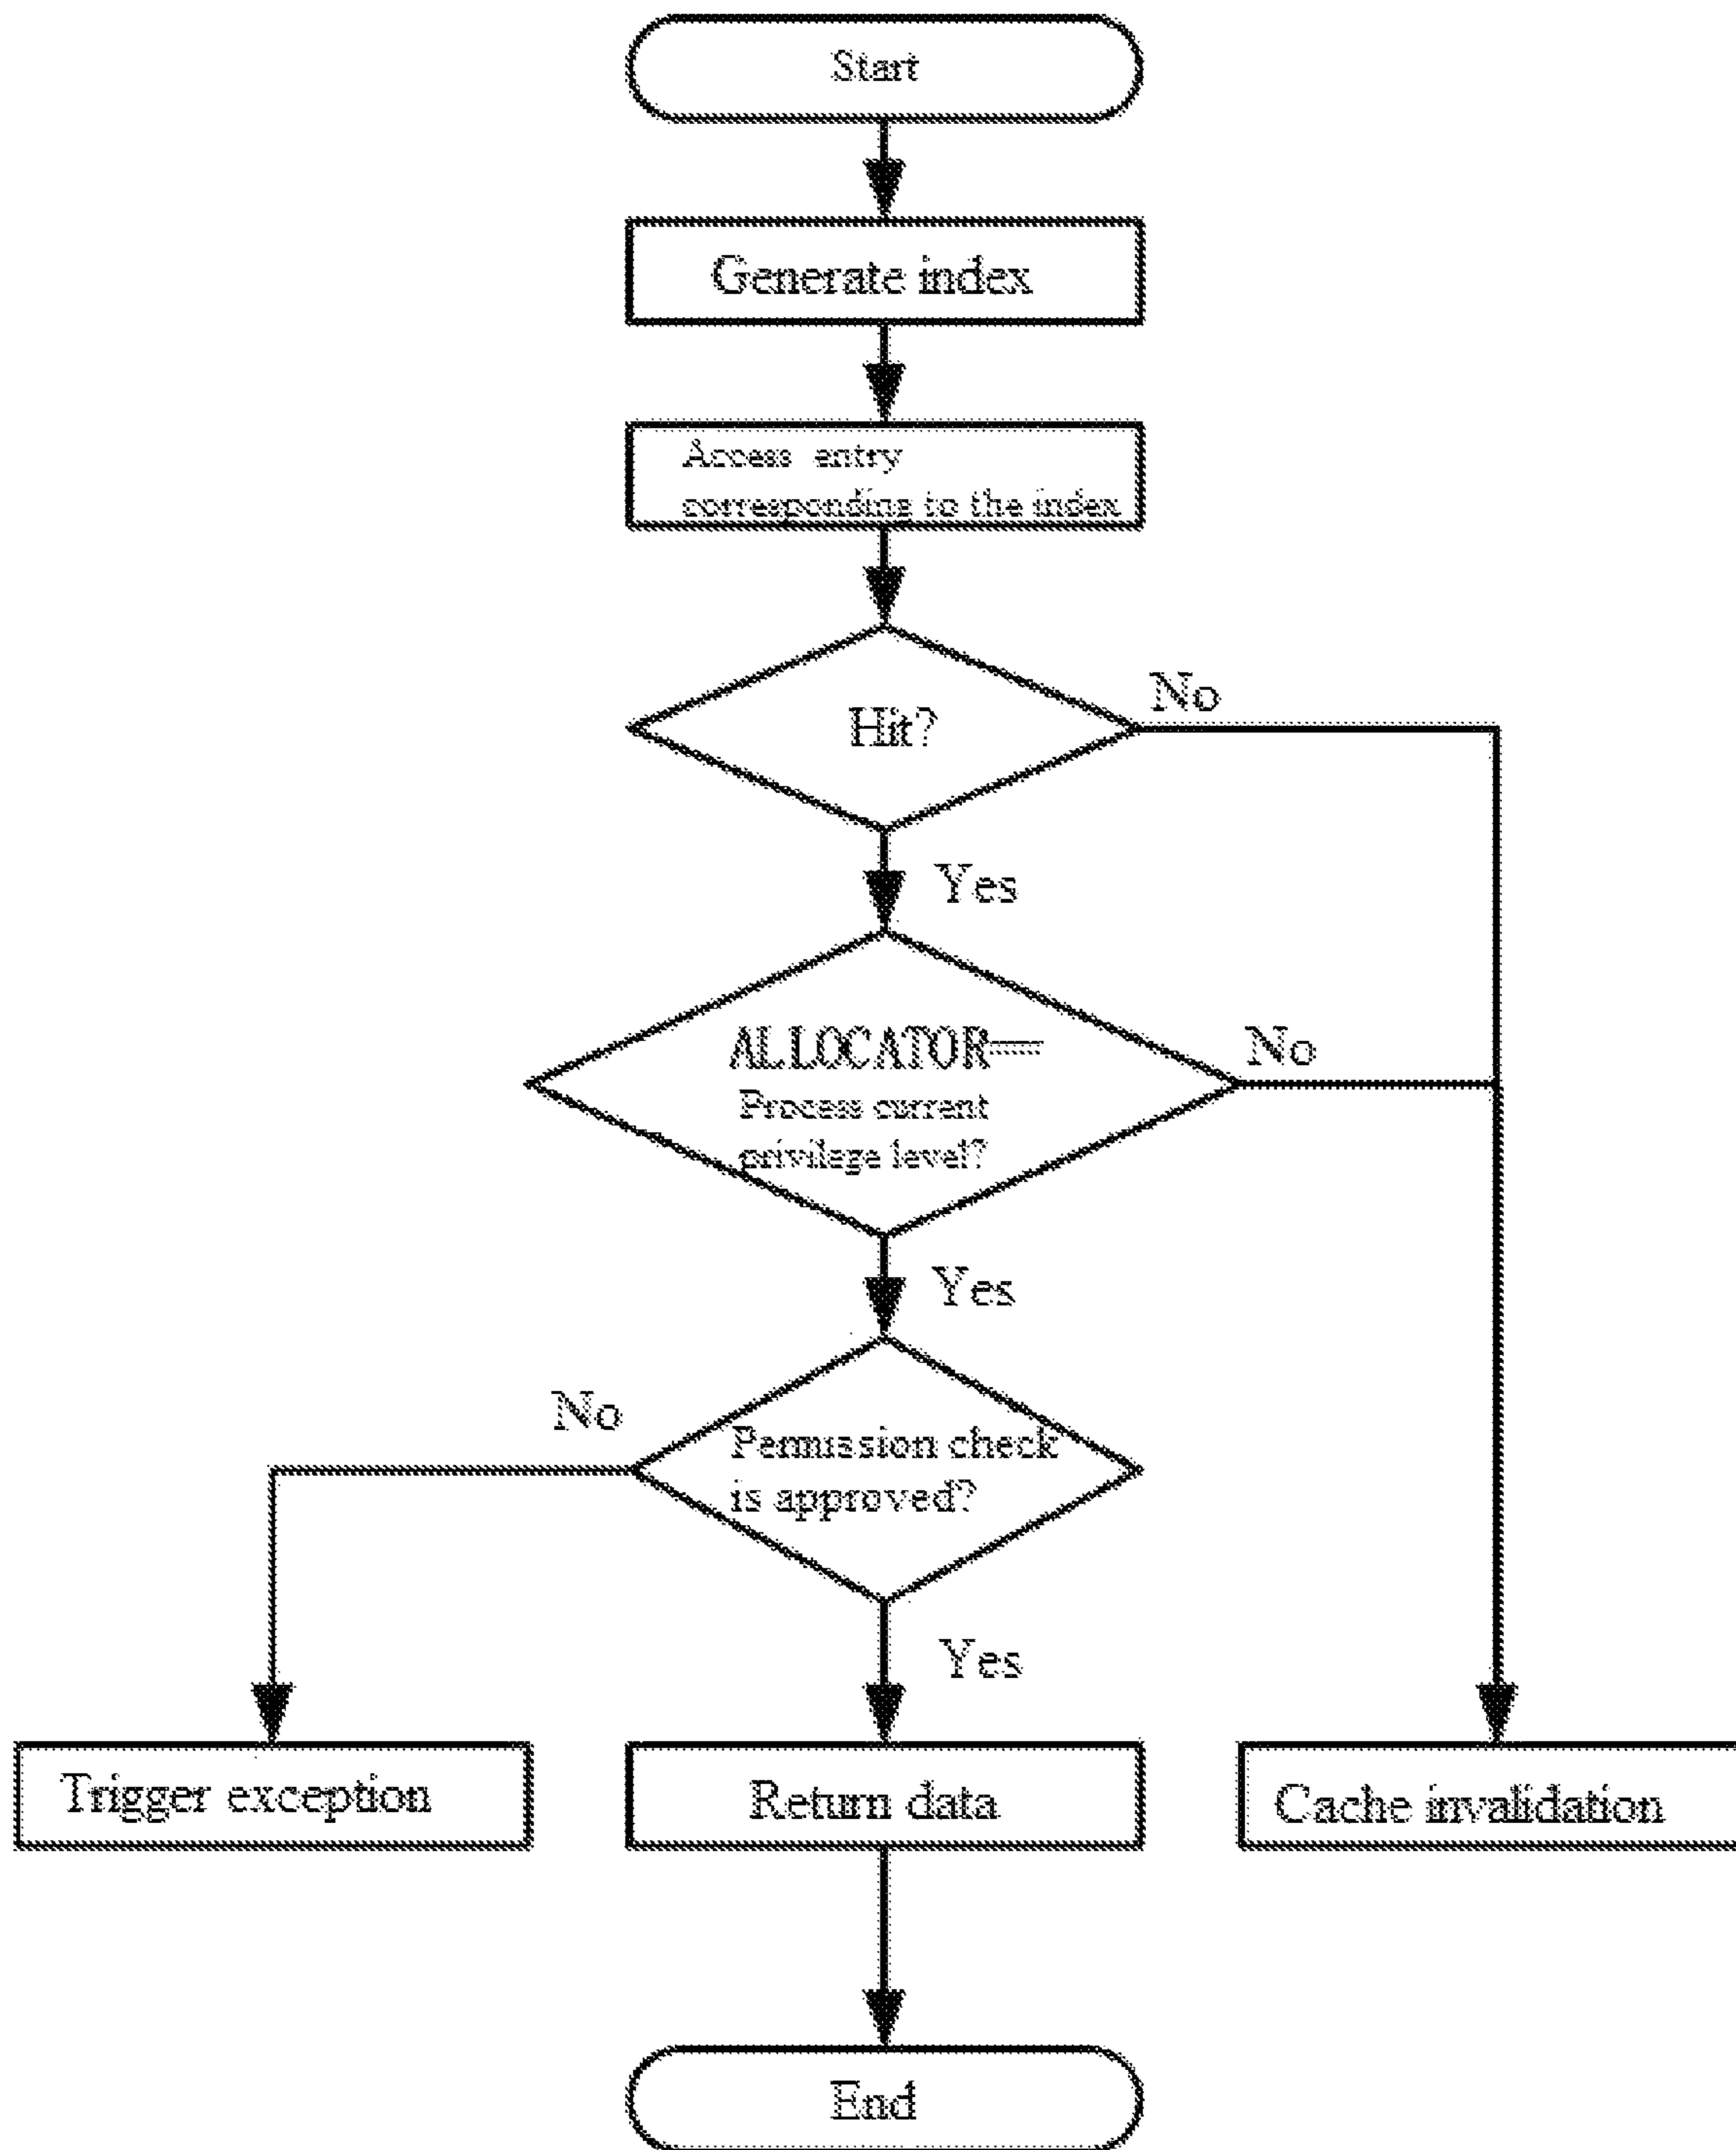 Start
Generate index
Access entry
corresponding to the index
Hit?
No
Yes
ALLOCATOR==
Process current
privilege level?
No
Yes
No
Permission check
is approved?
Yes
Trigger exception
Return data
Cache invalidation
End